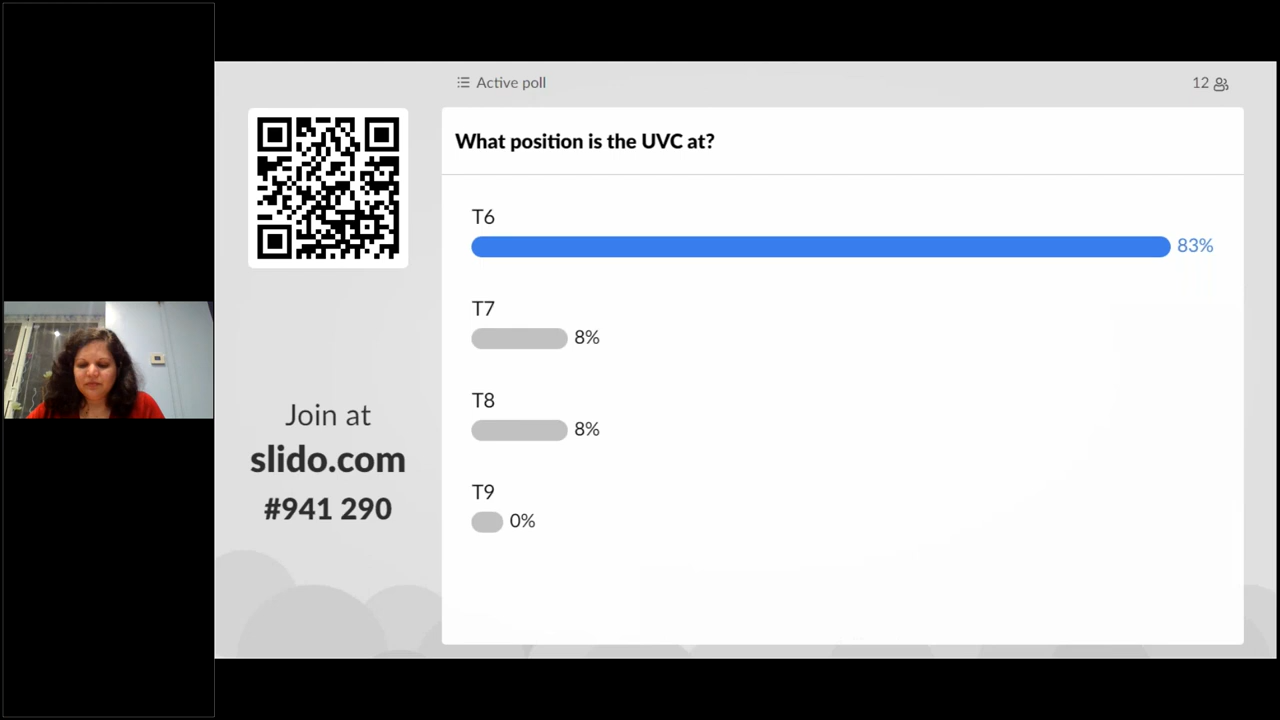 Active poll
12
What position is the UVC at?
T6
83%
T7
8%
T8
8%
T9
0%
Join at
slido.com
#941 290